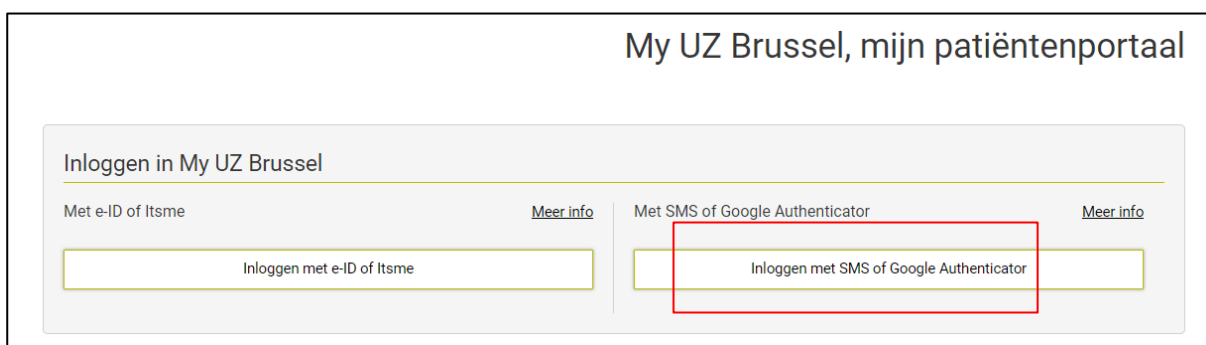 My UZ Brussel, mijn patiëntenportaal
Inloggen in My UZ Brussel
Met e-ID of Itsme
Meer info
Inloggen met e-ID of Itsme
Met SMS of Google Authenticator
Meer info
Inloggen met SMS of Google Authenticator